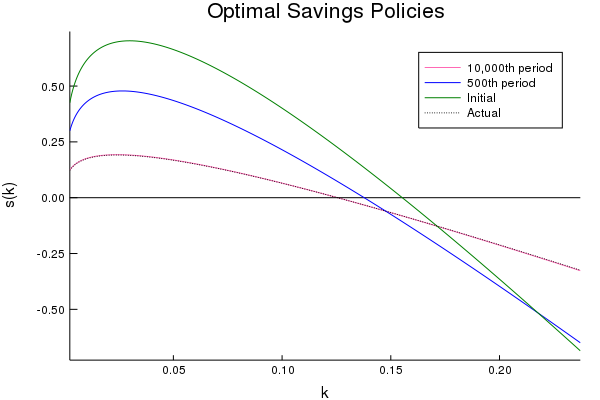 Optimal Savings Policies
10,000th period
500th period
Initial
Actual
s(k)
0.50
0.25
0.00
-0.25
-0.50
0.05
0.10
0.15
0.20
k